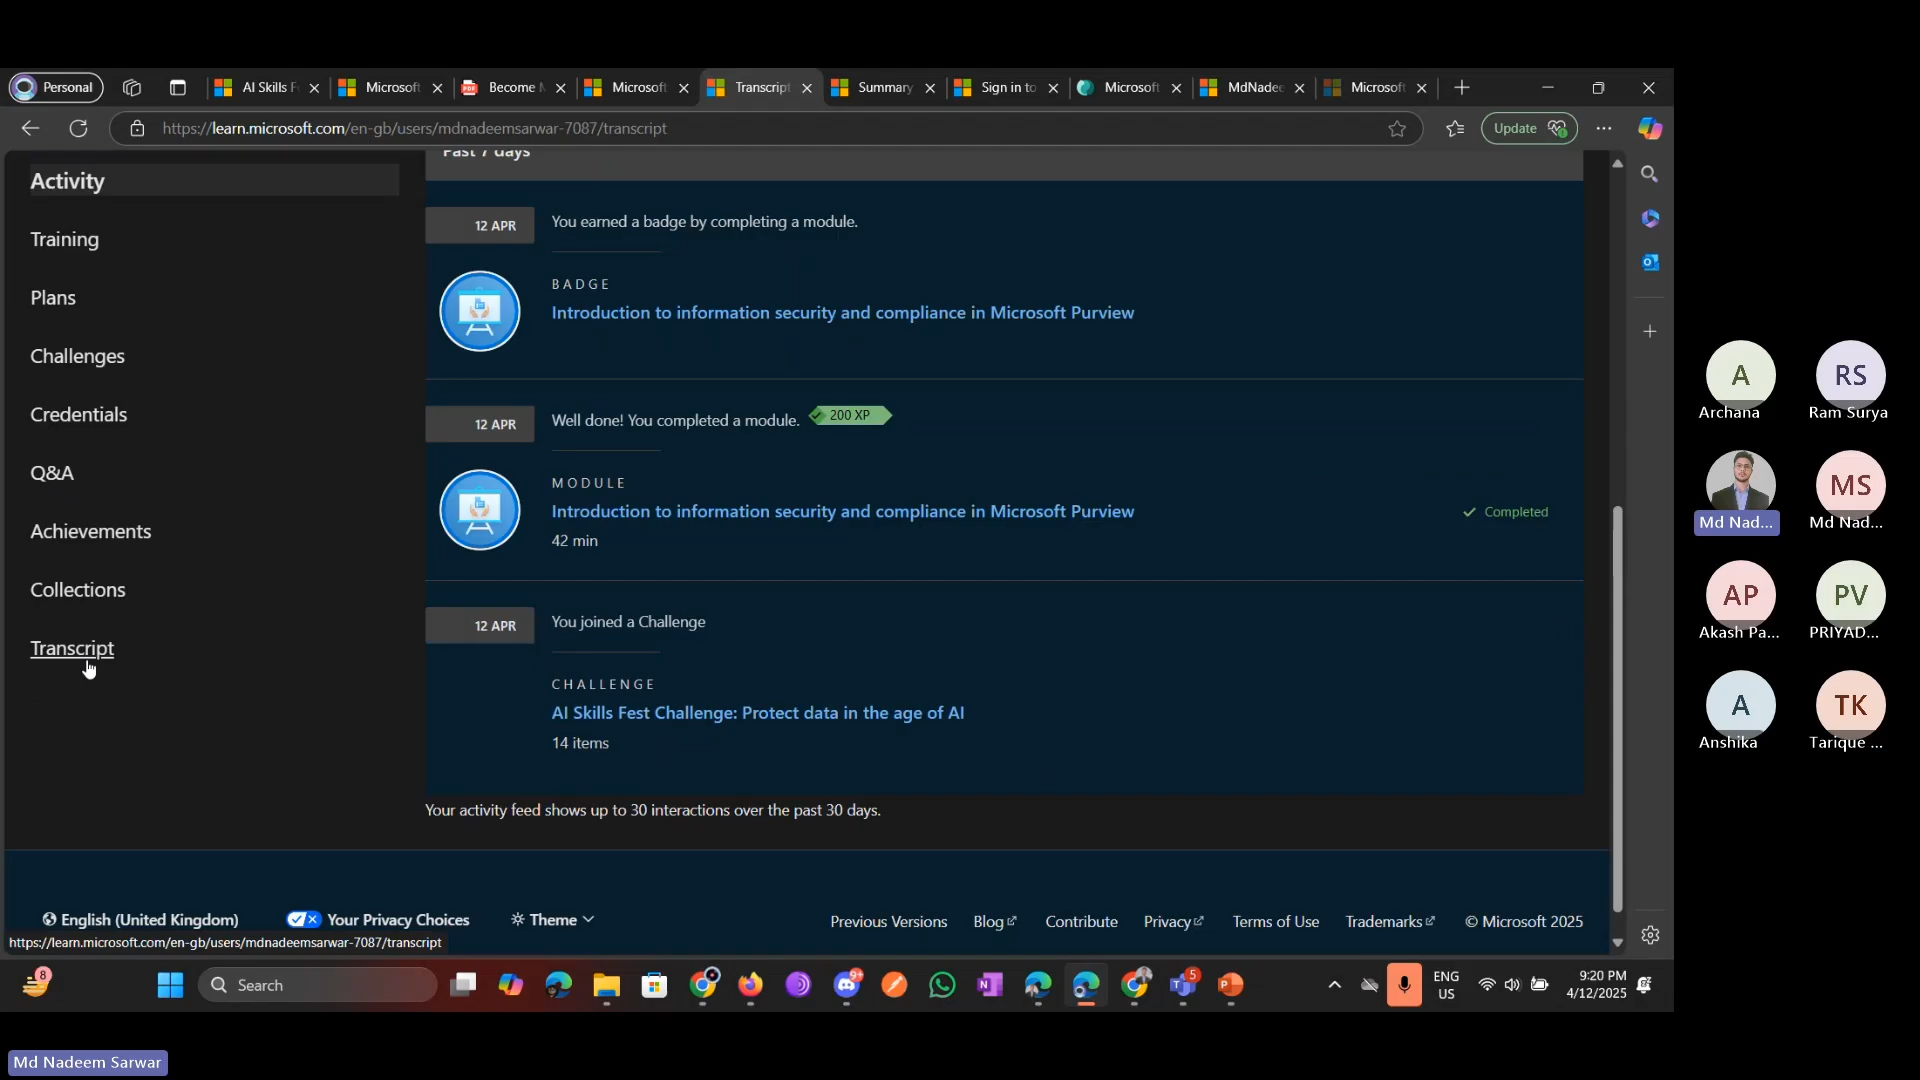 Personal
AI Skills F
Microsoft
Become M
Microsoft
Transcript
Summary
Sign in to
Microsoft
MdNadee
Microsoft
https://learn.microsoft.com/en-gb/users/mdnadeemsarwar-7087/transcript
Update
Past 7 days
Activity
Training
Plans
Challenges
Credentials
Q&A
Achievements
Collections
Transcript
12 APR
You earned a badge by completing a module.
BADGE
Introduction to information security and compliance in Microsoft Purview
12 APR
Well done! You completed a module.
200 XP
MODULE
Introduction to information security and compliance in Microsoft Purview
42 min
Completed
12 APR
You joined a Challenge
CHALLENGE
AI Skills Fest Challenge: Protect data in the age of AI
14 items
Your activity feed shows up to 30 interactions over the past 30 days.
English (United Kingdom)
Your Privacy Choices
Theme
Previous Versions
Blog
Contribute
Privacy
Terms of Use
Trademarks
© Microsoft 2025
https://learn.microsoft.com/en-gb/users/mdnadeemsarwar-7087/transcript
8
Search
9+
5
ENG
US
9:20 PM
4/12/2025
A
Archana
RS
Ram Surya
Md Nad...
MS
Md Nad...
AP
Akash Pa...
PV
PRIYAD...
A
Anshika
TK
Tarique ...
Md Nadeem Sarwar